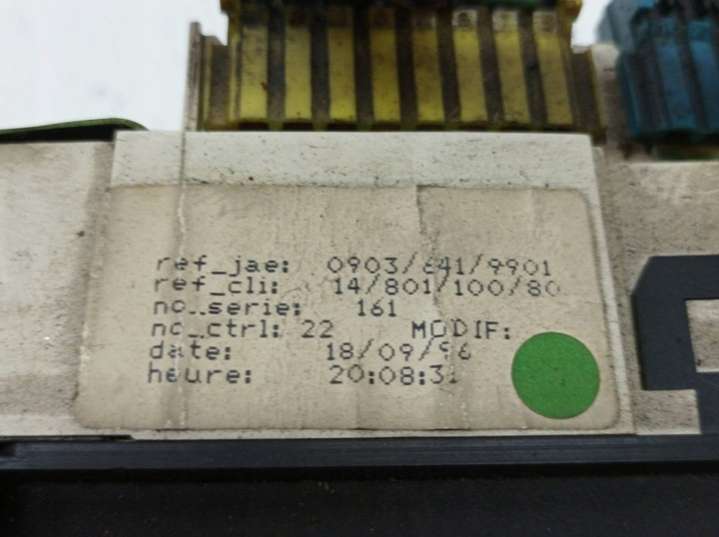 ref_jae: 0903/641/9901
ref_cli: 14/801/100/80
no_serie: 161
no_ctrl: 22 MODIF:
date: 18/09/96
heure: 20:08:31